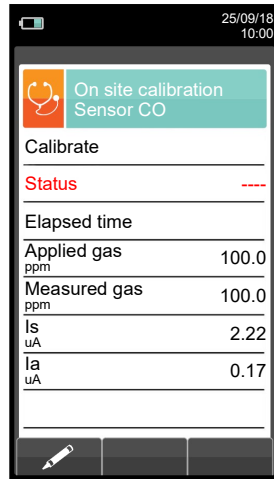 25/09/18
10:00
On site calibration
Sensor CO
Calibrate
Status ----
Elapsed time
Applied gas 100.0
ppm
Measured gas 100.0
ppm
Is 2.22
uA
Ia 0.17
uA